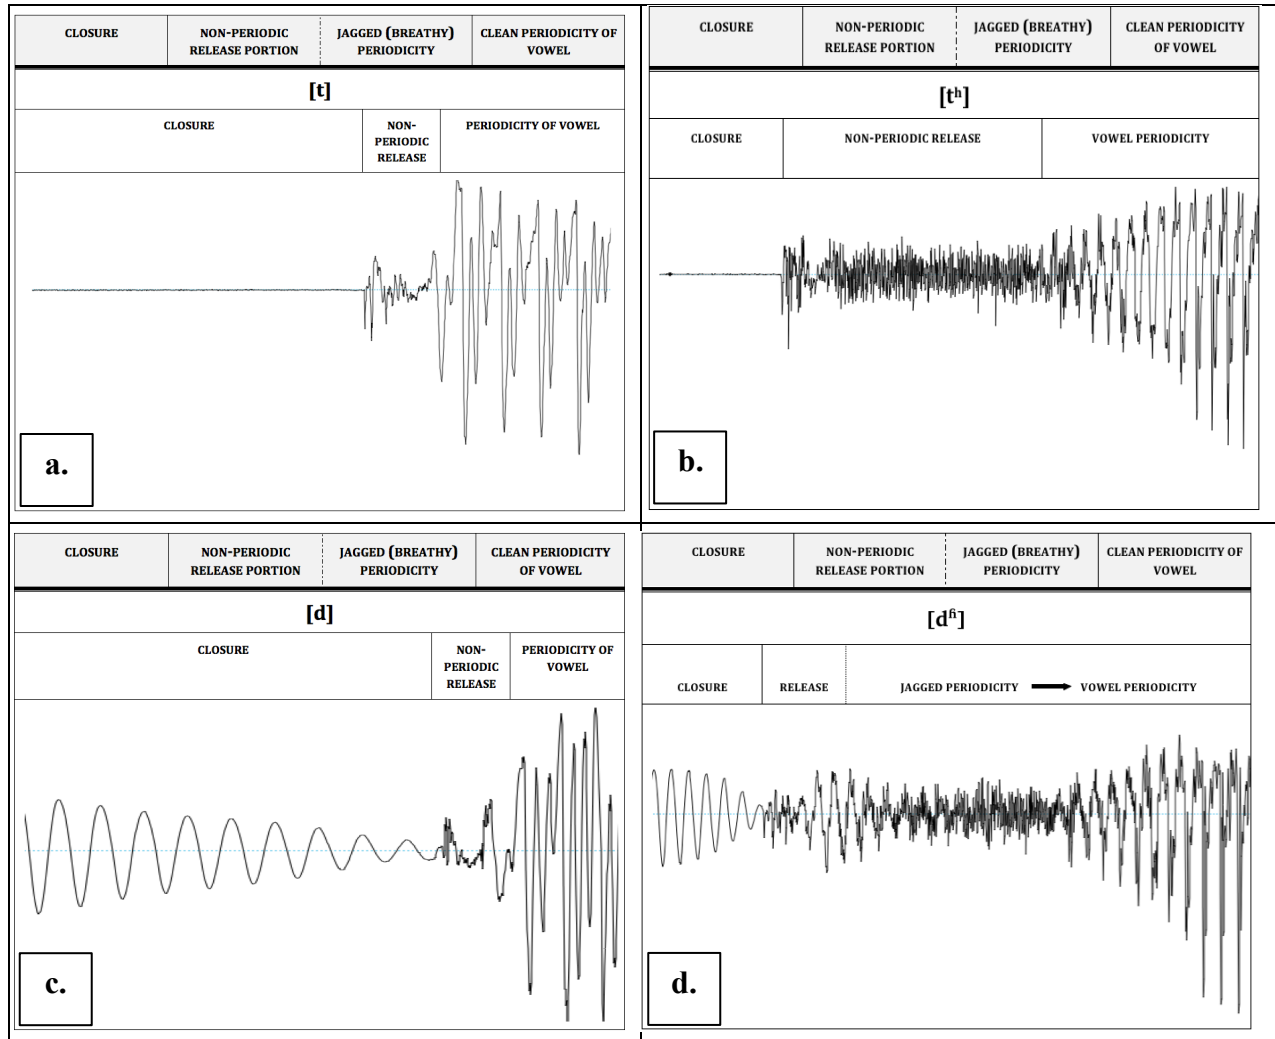 CLOSURE
NON-PERIODIC
RELEASE PORTION
JAGGED (BREATHY)
PERIODICITY
CLEAN PERIODICITY OF
VOWEL
[t]
CLOSURE
NON-
PERIODIC
RELEASE
PERIODICITY OF VOWEL
a.
CLOSURE
NON-PERIODIC
RELEASE PORTION
JAGGED (BREATHY)
PERIODICITY
CLEAN PERIODICITY
OF VOWEL
[tʰ]
CLOSURE
NON-PERIODIC RELEASE
VOWEL PERIODICITY
b.
CLOSURE
NON-PERIODIC
RELEASE PORTION
JAGGED (BREATHY)
PERIODICITY
CLEAN PERIODICITY
OF VOWEL
[d]
CLOSURE
NON-
PERIODIC
RELEASE
PERIODICITY OF
VOWEL
c.
CLOSURE
NON-PERIODIC
RELEASE PORTION
JAGGED (BREATHY)
PERIODICITY
CLEAN PERIODICITY OF
VOWEL
[dʱ]
CLOSURE
RELEASE
JAGGED PERIODICITY ➡ VOWEL PERIODICITY
d.